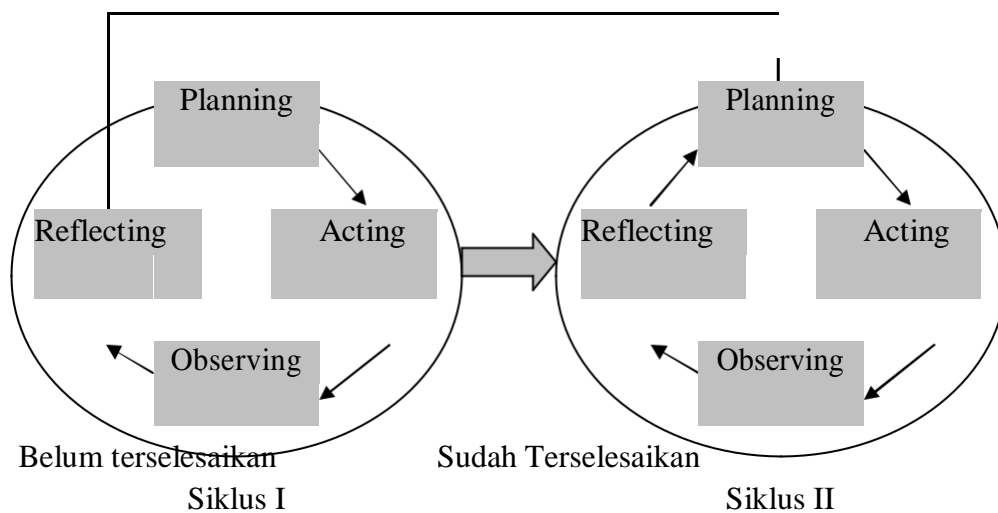 Planning
Planning
Reflecting
Acting
Reflecting
Acting
Observing
Observing
Belum terselesaikan
Sudah Terselesaikan
Siklus I
Siklus II